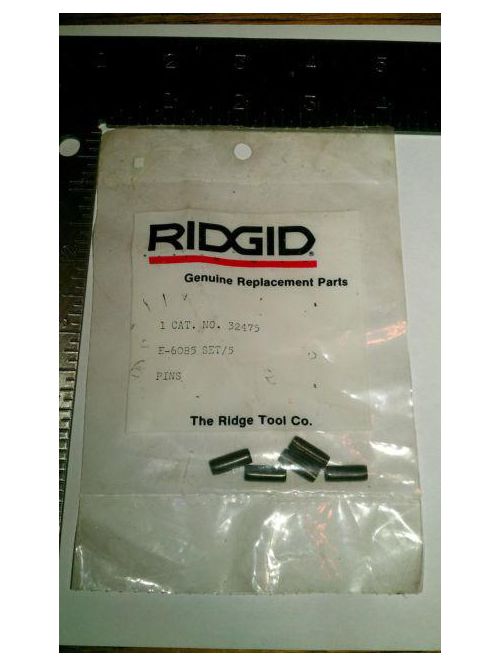 1 2 3 4 5
1 2 3 4
RIDGID®
Genuine Replacement Parts
1 CAT. NO. 32475
E-6085 SET/5
PINS
The Ridge Tool Co.